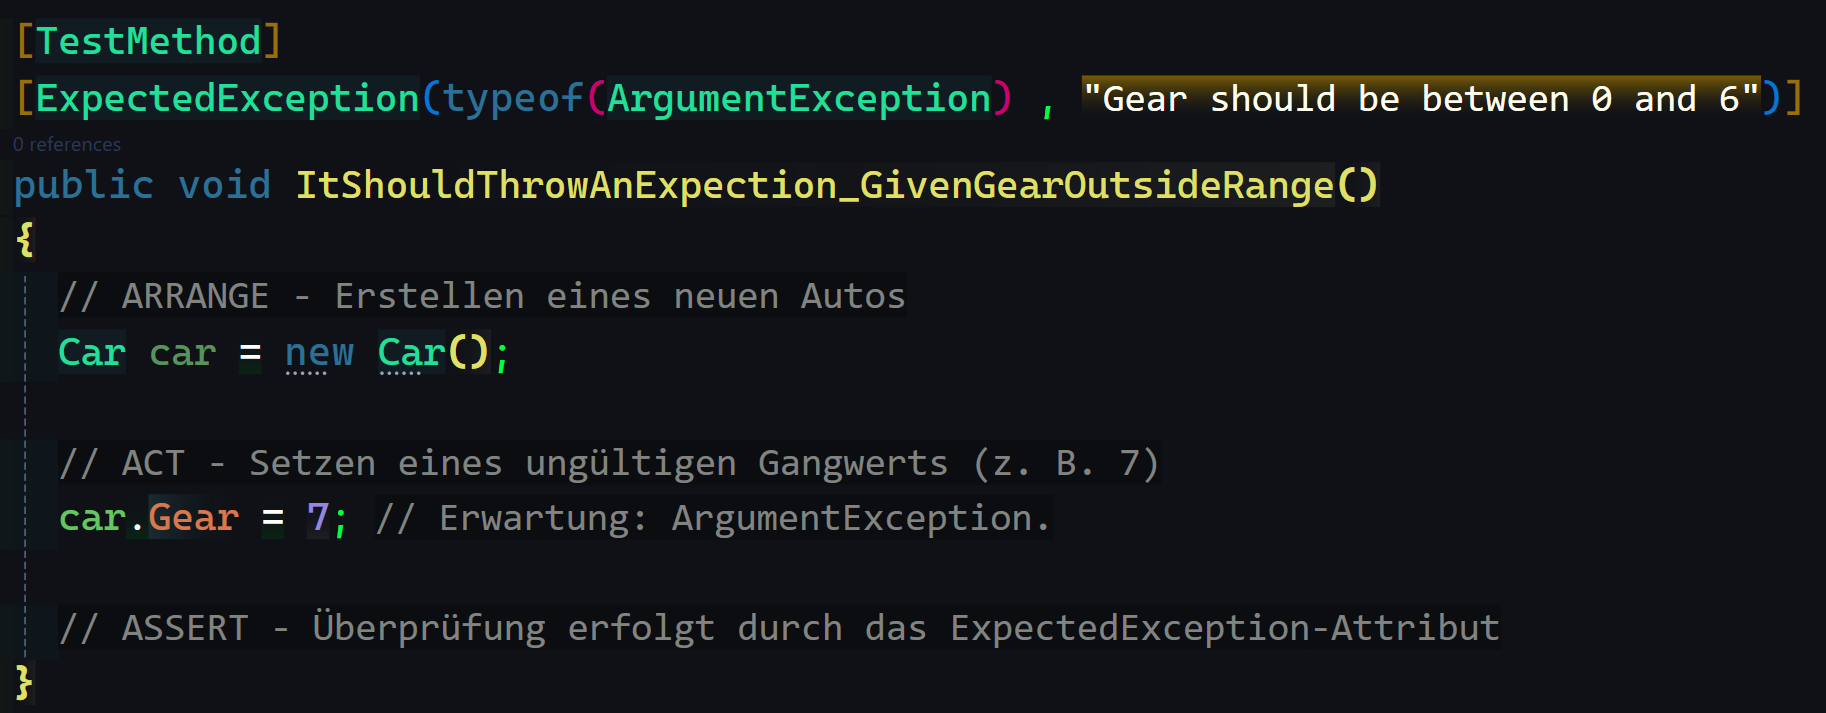 [TestMethod]
[ExpectedException(typeof(ArgumentException) , "Gear should be between 0 and 6")]
0 references
public void ItShouldThrowAnExpection_GivenGearOutsideRange()
{
// ARRANGE - Erstellen eines neuen Autos
Car car = new Car();
// ACT - Setzen eines ungültigen Gangwerts (z. B. 7)
car.Gear = 7; // Erwartung: ArgumentException.
// ASSERT - Überprüfung erfolgt durch das ExpectedException-Attribut
}